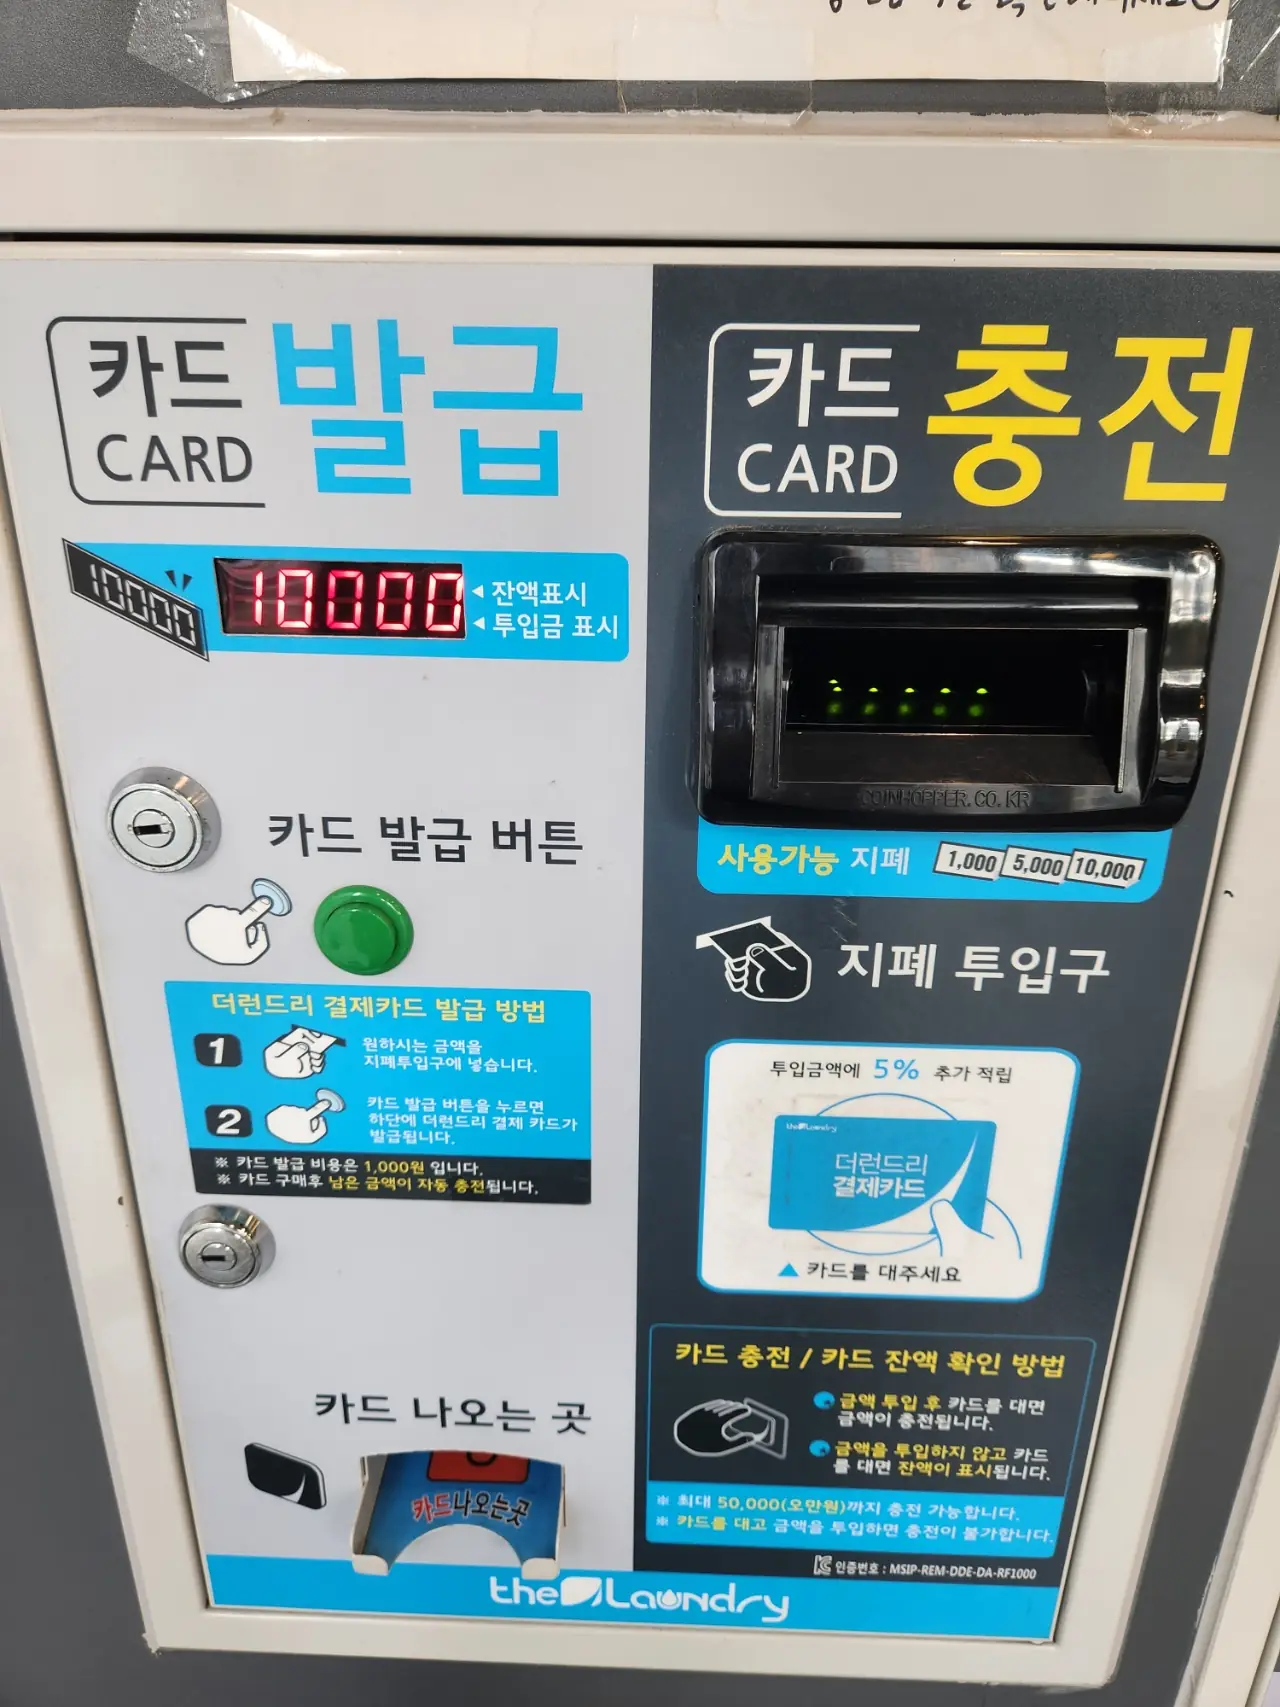 카드
CARD
발급
10000
10000
◀ 잔액표시
◀ 투입금 표시
카드 발급 버튼
더런드리 결제카드 발급 방법
1
원하시는 금액을
지폐투입구에 넣습니다.
2
카드 발급 버튼을 누르면
하단에 더런드리 결제 카드가
발급됩니다.
※ 카드 발급 비용은 1,000원 입니다.
※ 카드 구매후 남은 금액이 자동 충전됩니다.
카드 나오는 곳
카드나오는곳
카드
CARD
충전
COINHOPPER.CO.KR
사용가능 지폐
1,000 5,000 10,000
지폐 투입구
투입금액에 5% 추가 적립
the Laundry
더런드리
결제카드
▲ 카드를 대주세요
카드 충전 / 카드 잔액 확인 방법
금액 투입 후 카드를 대면
금액이 충전됩니다.
금액을 투입하지 않고 카드
를 대면 잔액이 표시됩니다.
※ 최대 50,000(오만원)까지 충전 가능합니다.
※ 카드를 대고 금액을 투입하면 충전이 불가합니다.
인증번호 : MSIP-REM-DDE-DA-RF1000
the Laundry